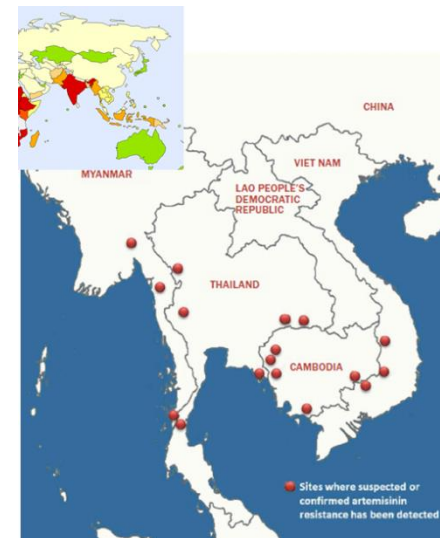 CHINA
VIET NAM
MYANMAR
LAO PEOPLE'S
DEMOCRATIC
REPUBLIC
THAILAND
CAMBODIA
Sites where suspected or
confirmed artemisinin
resistance has been detected